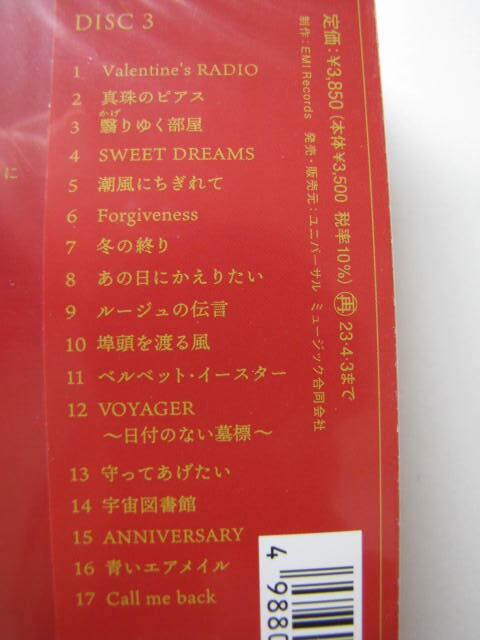 DISC 3
1 Valentine's RADIO
2 真珠のピアス
かげ
3 翳りゆく部屋
4 SWEET DREAMS
5 潮風にちぎれて
6 Forgiveness
7 冬の終り
8 あの日にかえりたい
9 ルージュの伝言
10 埠頭を渡る風
11 ベルベット・イースター
12 VOYAGER
〜日付のない墓標〜
13 守ってあげたい
14 宇宙図書館
15 ANNIVERSARY
16 青いエアメイル
17 Call me back
に
定価:¥3,850(本体¥3,500 税率10%)再 23・4・3まで
制作:EMI Records 発売・販売元:ユニバーサル ミュージック合同会社
4 9880